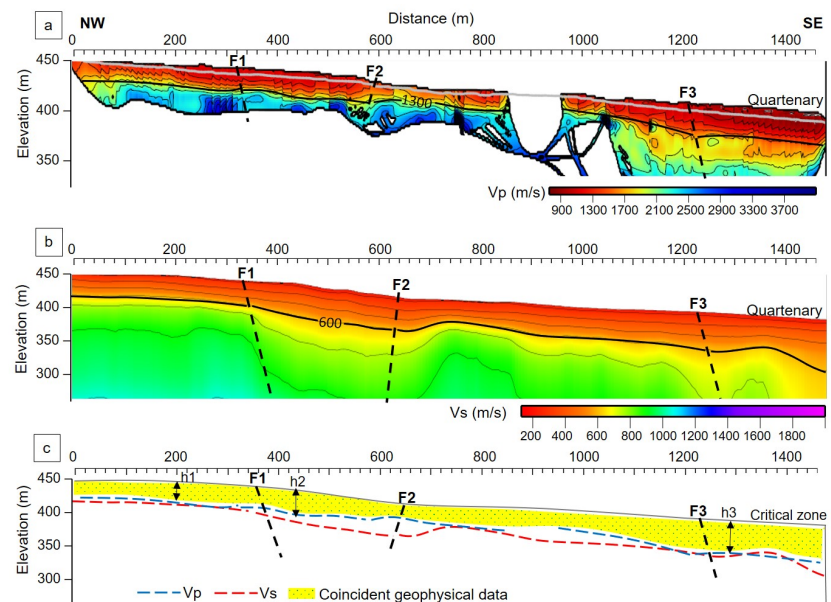 a
NW
Distance (m)
SE
0 200 400 600 800 1000 1200 1400
Elevation (m)
450
400
350
F1
F2
F3
1300
Quartenary
Vp (m/s)
900 1300 1700 2100 2500 2900 3300 3700
b
0 200 400 600 800 1000 1200 1400
Elevation (m)
450
400
350
300
F1
F2
F3
600
Quartenary
Vs (m/s)
200 400 600 800 1000 1200 1400 1600 1800
c
0 200 400 600 800 1000 1200 1400
Elevation (m)
450
400
350
300
h1
F1
h2
F2
F3
h3
Critical zone
Vp
Vs
Coincident geophysical data